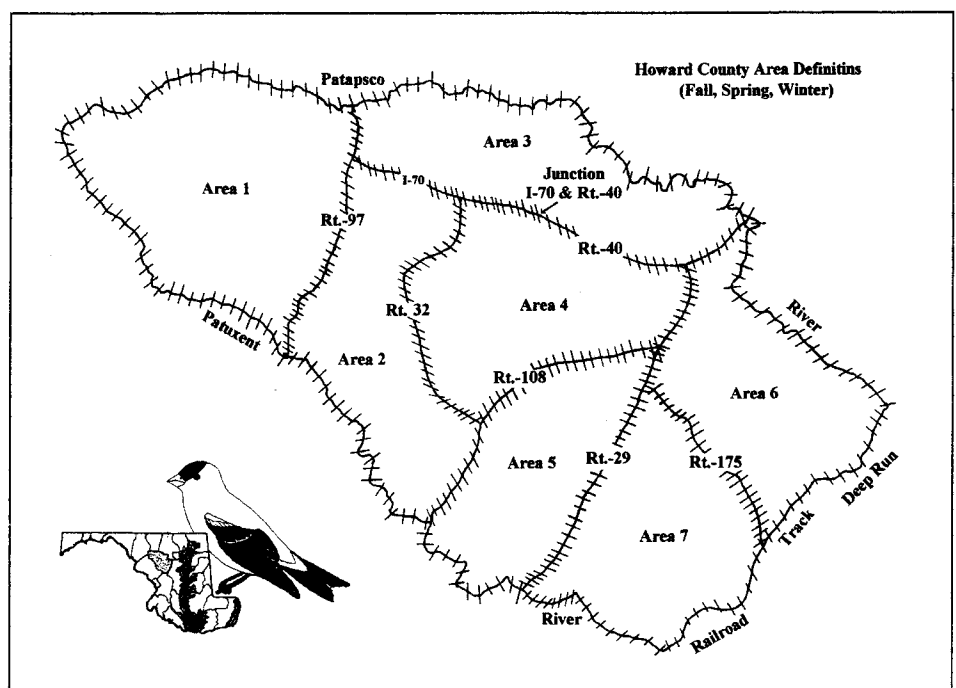 Howard County Area Definitins
(Fall, Spring, Winter)
Patapsco
Area 3
Junction
I-70 & Rt.-40
I-70
Area 1
Rt.-97
Rt.-40
Rt. 32
Area 4
River
Patuxent
Area 2
Rt.-108
Area 6
Area 5
Rt.-29
Rt.-175
Deep Run
Track
Area 7
River
Railroad